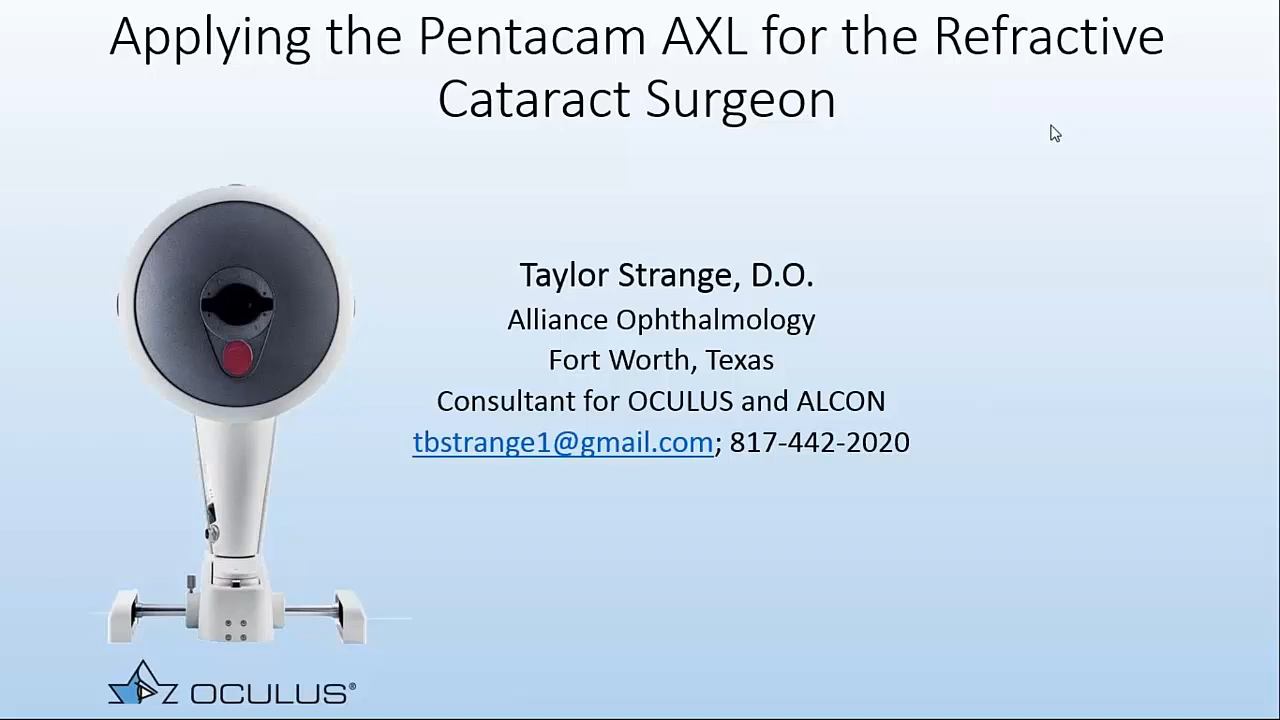 Applying the Pentacam AXL for the Refractive
Cataract Surgeon
Taylor Strange, D.O.
Alliance Ophthalmology
Fort Worth, Texas
Consultant for OCULUS and ALCON
tbstrange1@gmail.com; 817-442-2020
OCULUS®